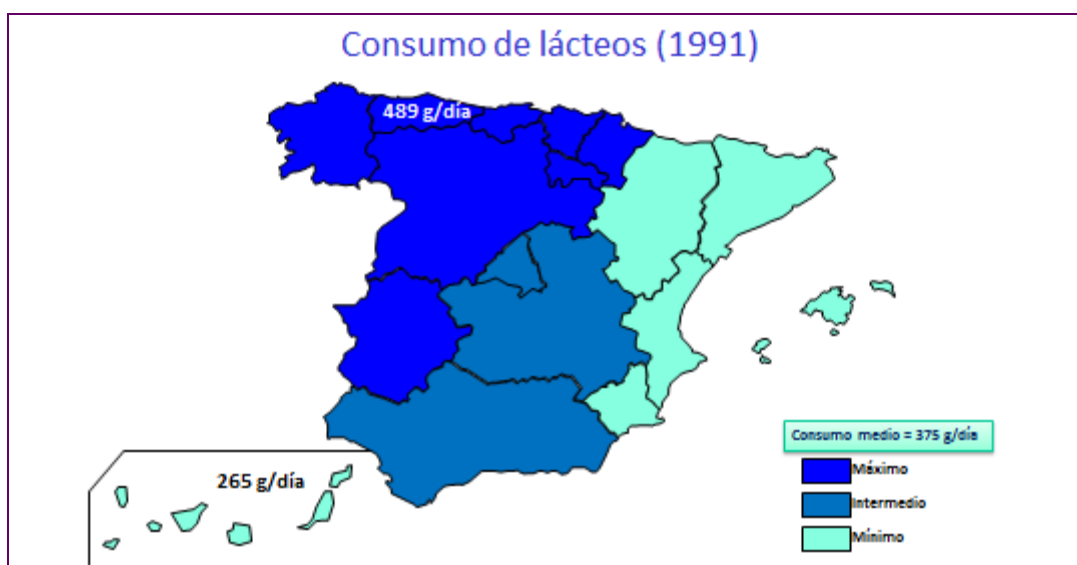 Consumo de lácteos (1991)
489 g/día
265 g/día
Consumo medio = 375 g/día
Máximo
Intermedio
Mínimo